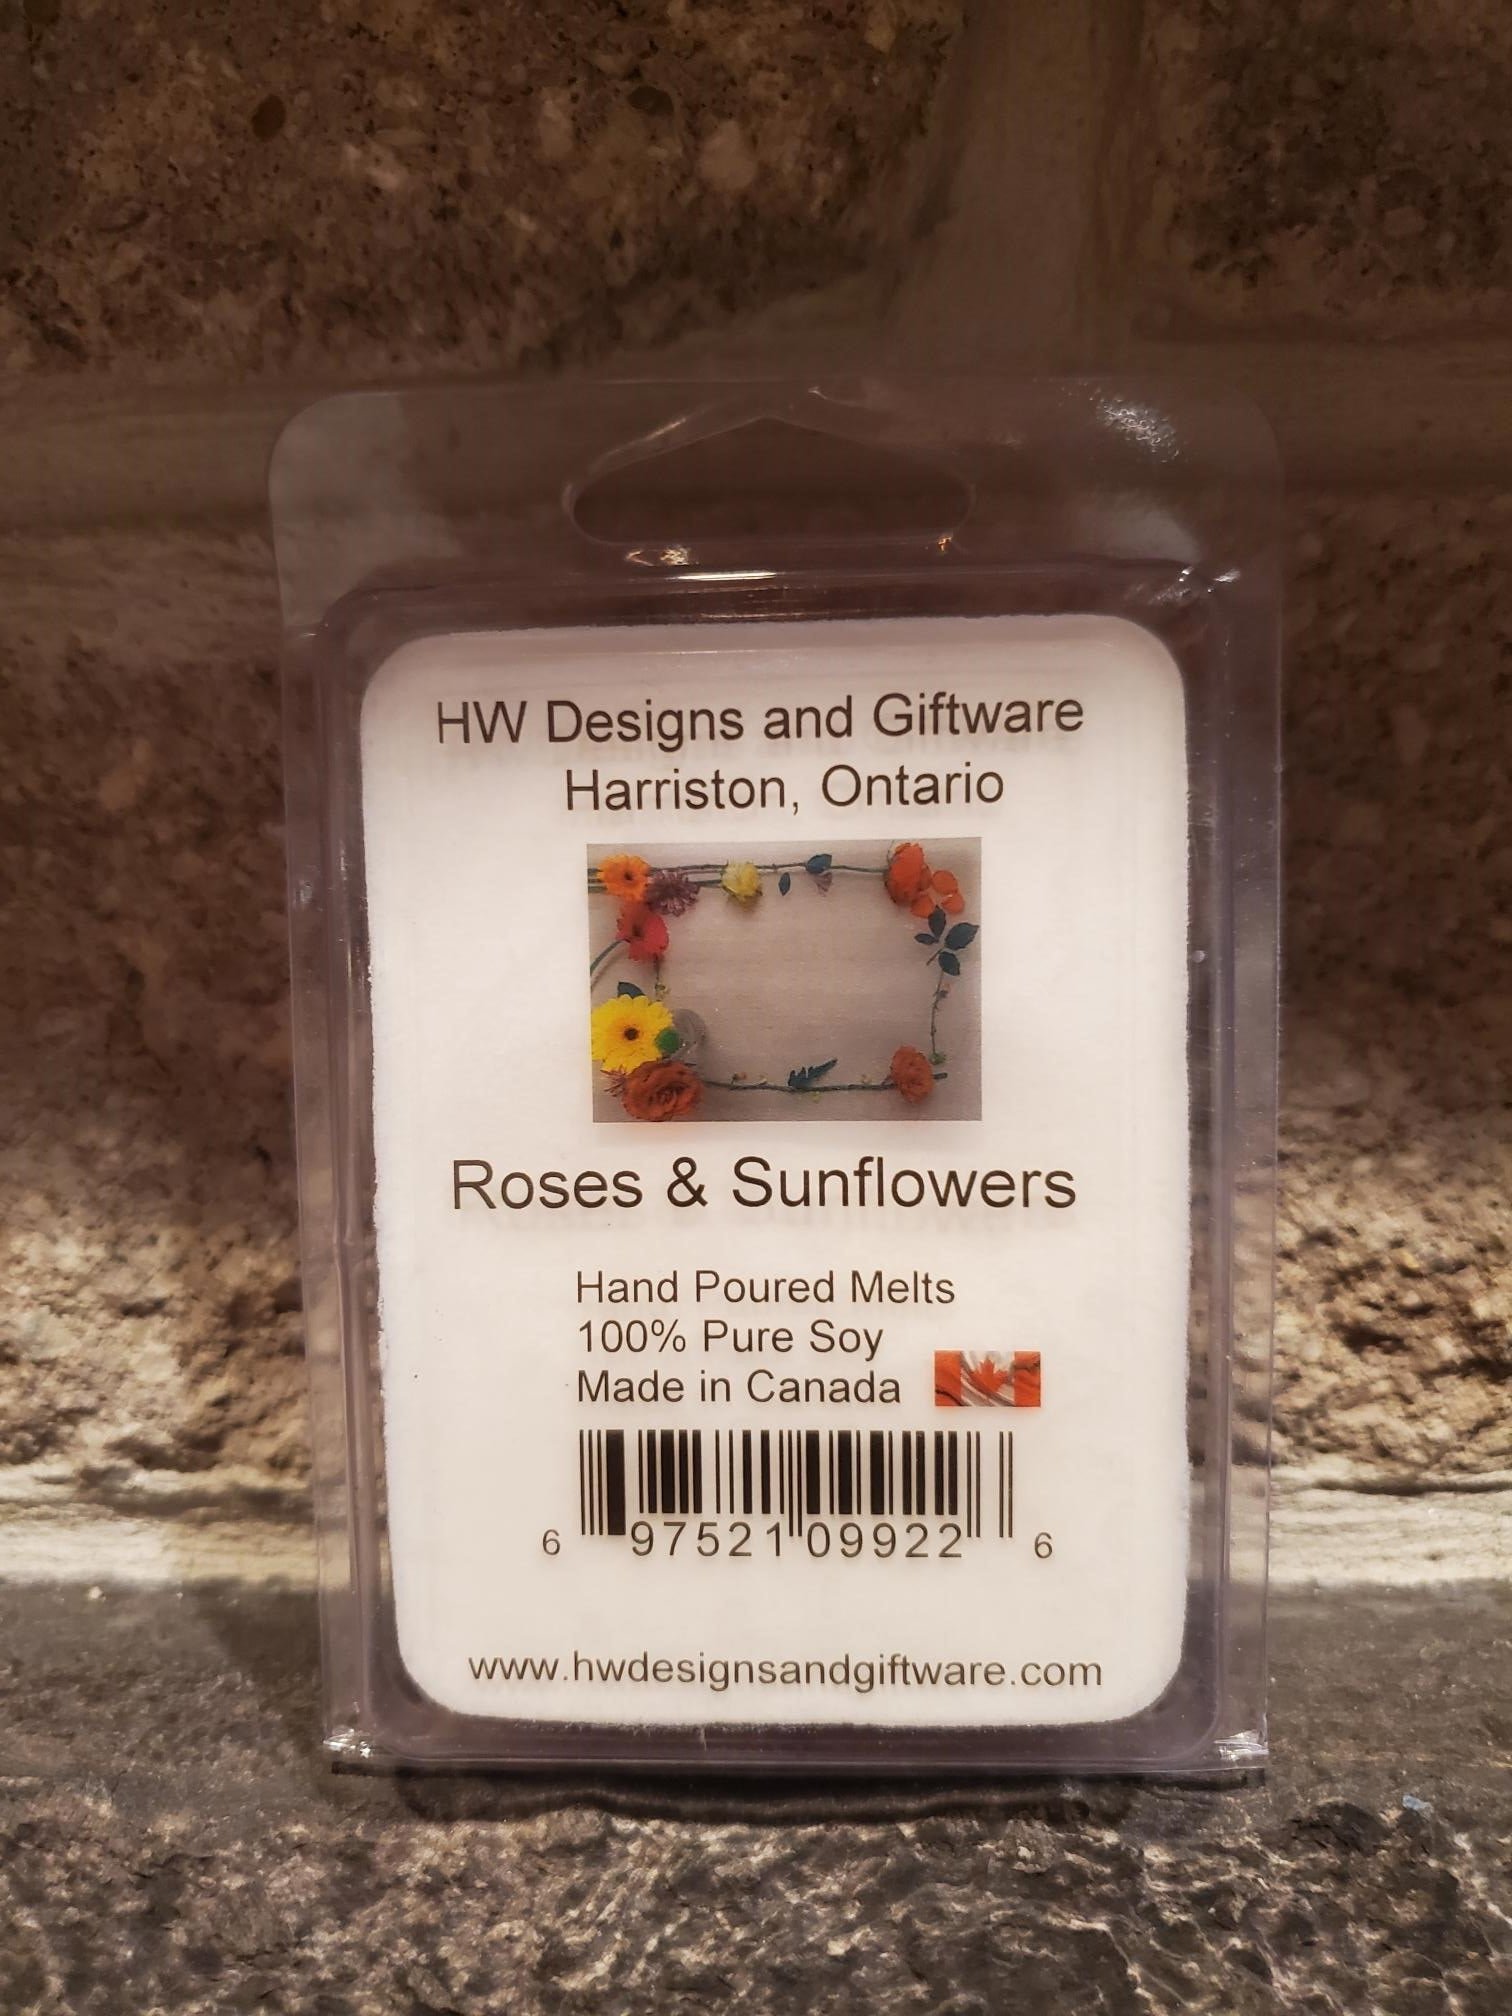 HW Designs and Giftware
Harriston, Ontario
Roses & Sunflowers
Hand Poured Melts
100% Pure Soy
Made in Canada
6 97521 09922 6
www.hwdesignsandgiftware.com